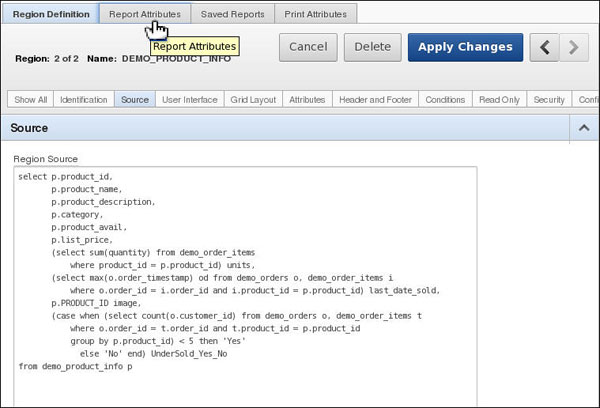 Region Definition Report Attributes Saved Reports Print Attributes
Report Attributes
Region: 2 of 2 Name: DEMO_PRODUCT_INFO Cancel Delete Apply Changes < >
Show All Identification Source User Interface Grid Layout Attributes Header and Footer Conditions Read Only Security Confi
Source
Region Source
select p.product_id,
p.product_name,
p.product_description,
p.category,
p.product_avail,
p.list_price,
(select sum(quantity) from demo_order_items
where product_id = p.product_id) units,
(select max(o.order_timestamp) od from demo_orders o, demo_order_items i
where o.order_id = i.order_id and i.product_id = p.product_id) last_date_sold,
p.PRODUCT_ID image,
(case when (select count(o.customer_id) from demo_orders o, demo_order_items t
where o.order_id = t.order_id and t.product_id = p.product_id
group by p.product_id) < 5 then 'Yes'
else 'No' end) UnderSold_Yes_No
from demo_product_info p